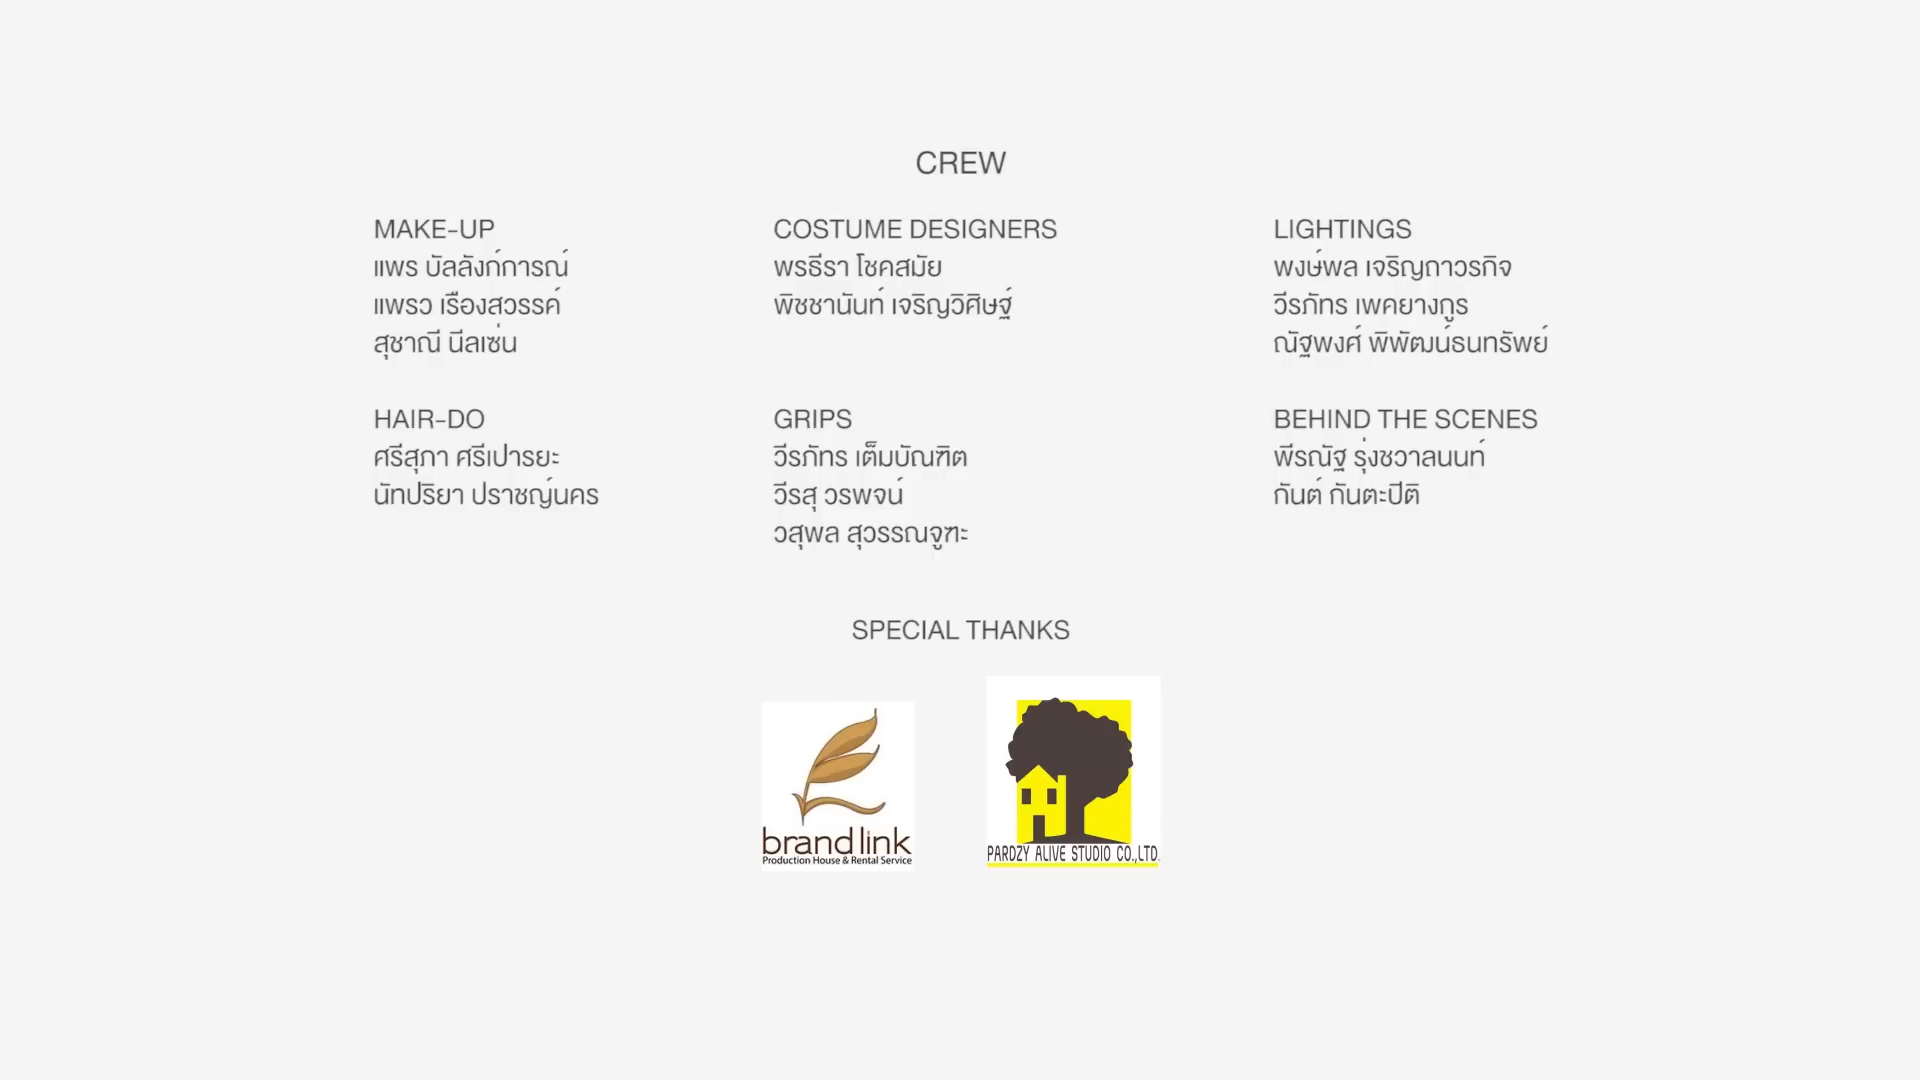 CREW
MAKE-UP
แพร บัลลังก์การณ์
แพรว เรืองสวรรค์
สุชาณี นีลเซ่น
COSTUME DESIGNERS
พรธีรา โชคสมัย
พิชชานันท์ เจริญวิศิษฐ์
LIGHTINGS
พงษ์พล เจริญถาวรกิจ
วีรภัทร เพคยางกูร
ณัฐพงศ์ พิพัฒน์ธนทรัพย์
HAIR-DO
ศรีสุภา ศรีเปารยะ
นัทปริยา ปราชญ์นคร
GRIPS
วีรภัทร เต็มบัณฑิต
วีรสุ วรพจน์
วสุพล สุวรรณจูฑะ
BEHIND THE SCENES
พีรณัฐ รุ่งชวาลนนท์
กันต์ กันตะปีติ
SPECIAL THANKS
brandlink
Production House & Rental Service
PARDZY ALIVE STUDIO CO.,LTD.